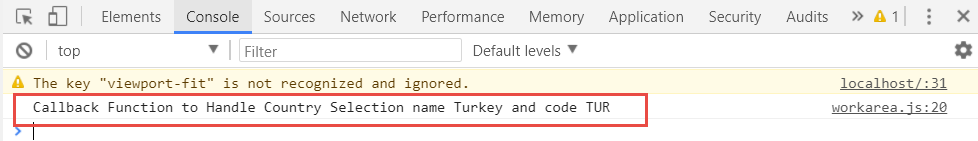 Elements Console Sources Network Performance Memory Application Security Audits » 1
top Filter Default levels
The key "viewport-fit" is not recognized and ignored. localhost/:31
Callback Function to Handle Country Selection name Turkey and code TUR workarea.js:20
>